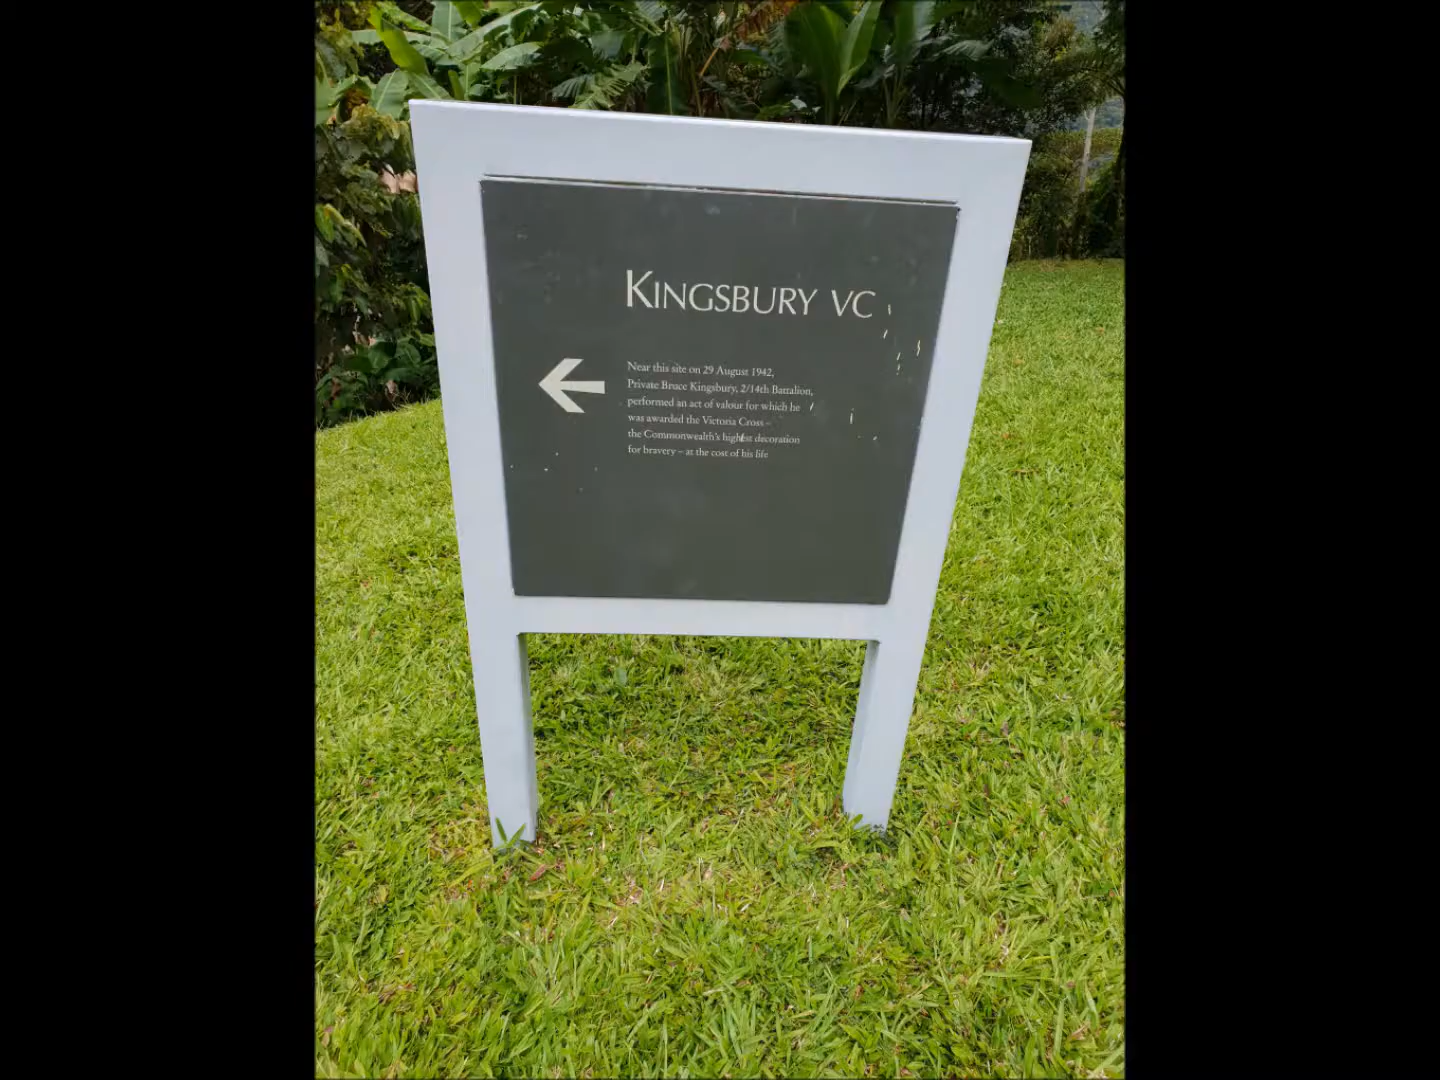 KINGSBURY VC
Near this site on 29 August 1942,
Private Bruce Kingsbury, 2/14th Battalion,
performed an act of valour for which he
was awarded the Victoria Cross –
the Commonwealth's highest decoration
for bravery – at the cost of his life